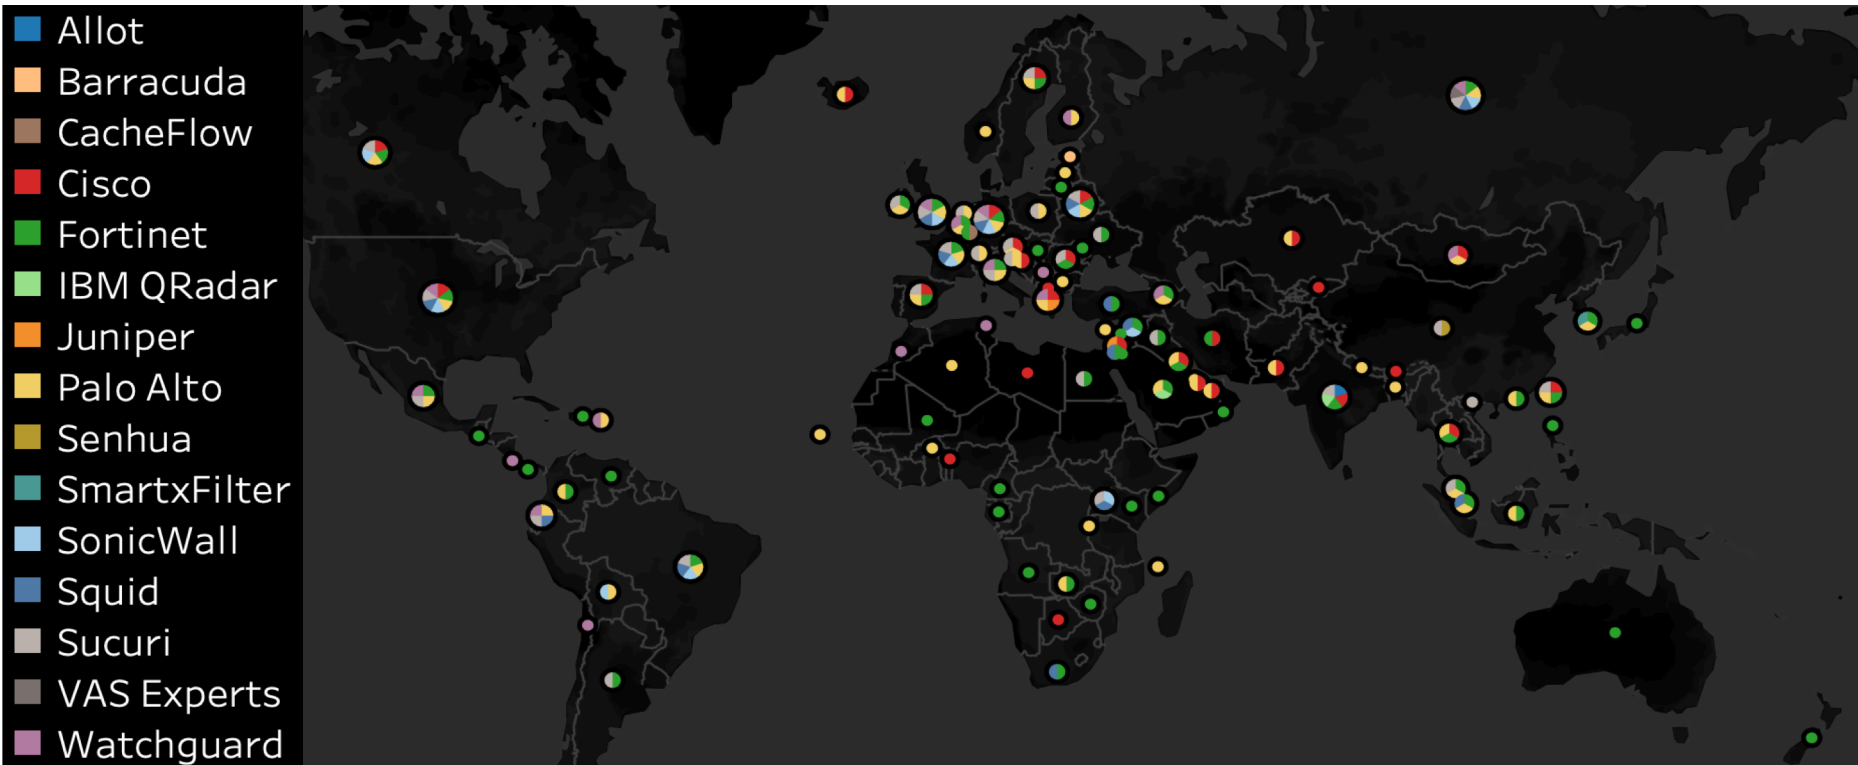 Allot
Barracuda
CacheFlow
Cisco
Fortinet
IBM QRadar
Juniper
Palo Alto
Senhua
SmartxFilter
SonicWall
Squid
Sucuri
VAS Experts
Watchguard